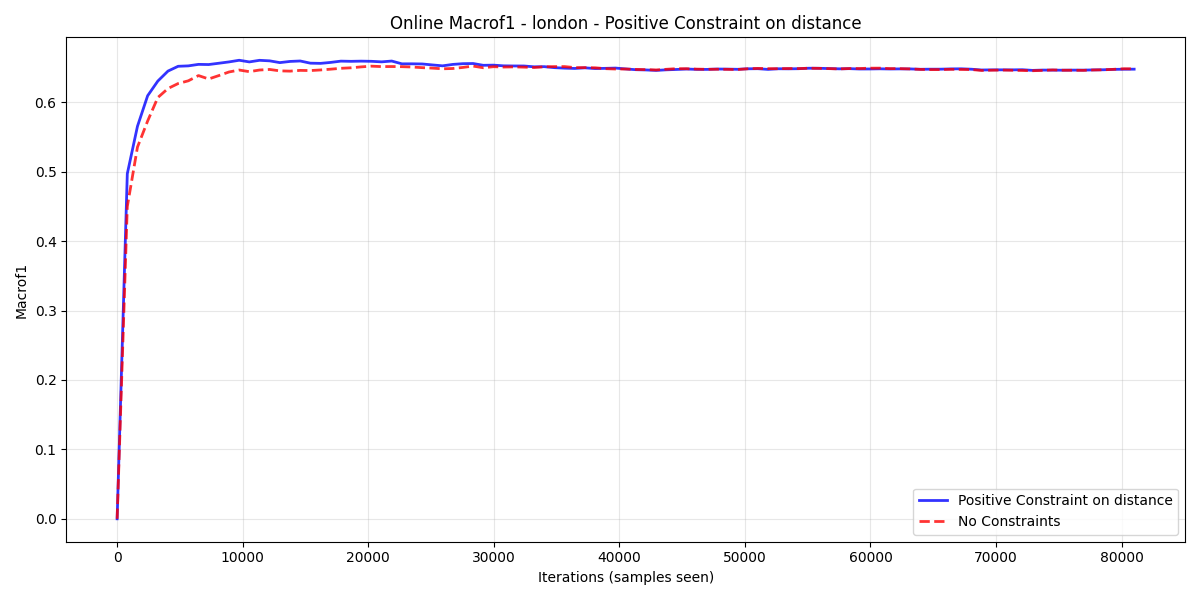 Online Macrof1 - london - Positive Constraint on distance
Macrof1
0.6
0.5
0.4
0.3
0.2
0.1
0.0
0 10000 20000 30000 40000 50000 60000 70000 80000
Iterations (samples seen)
Positive Constraint on distance
No Constraints